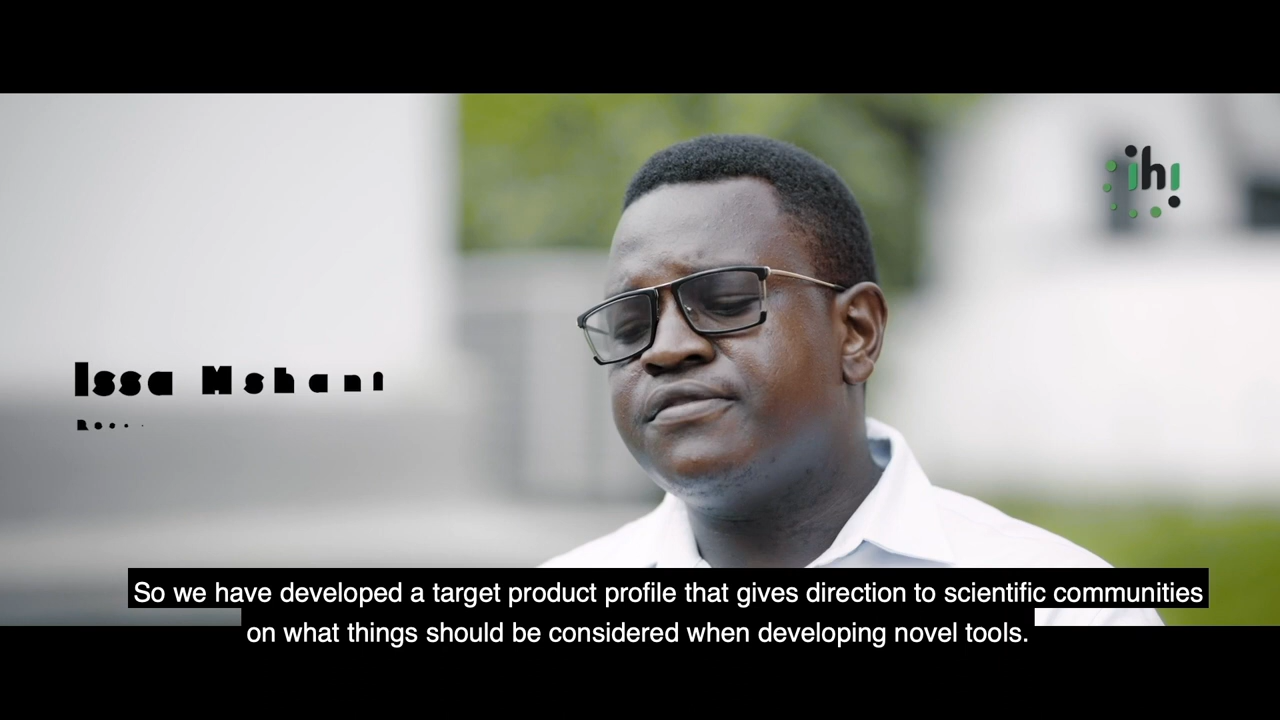 ihi
Issa Mshani
So we have developed a target product profile that gives direction to scientific communities
on what things should be considered when developing novel tools.